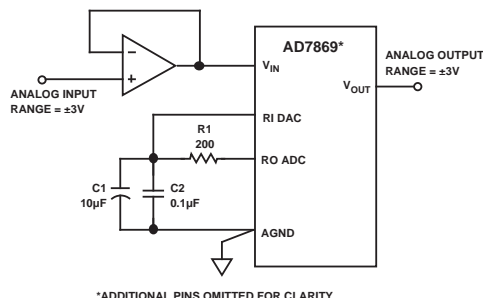 AD7869*
ANALOG INPUT
RANGE = ±3V
−
+
VIN
ANALOG OUTPUT
RANGE = ±3V
VOUT
RI DAC
R1
200
RO ADC
C1
10µF
C2
0.1µF
AGND
*ADDITIONAL PINS OMITTED FOR CLARITY